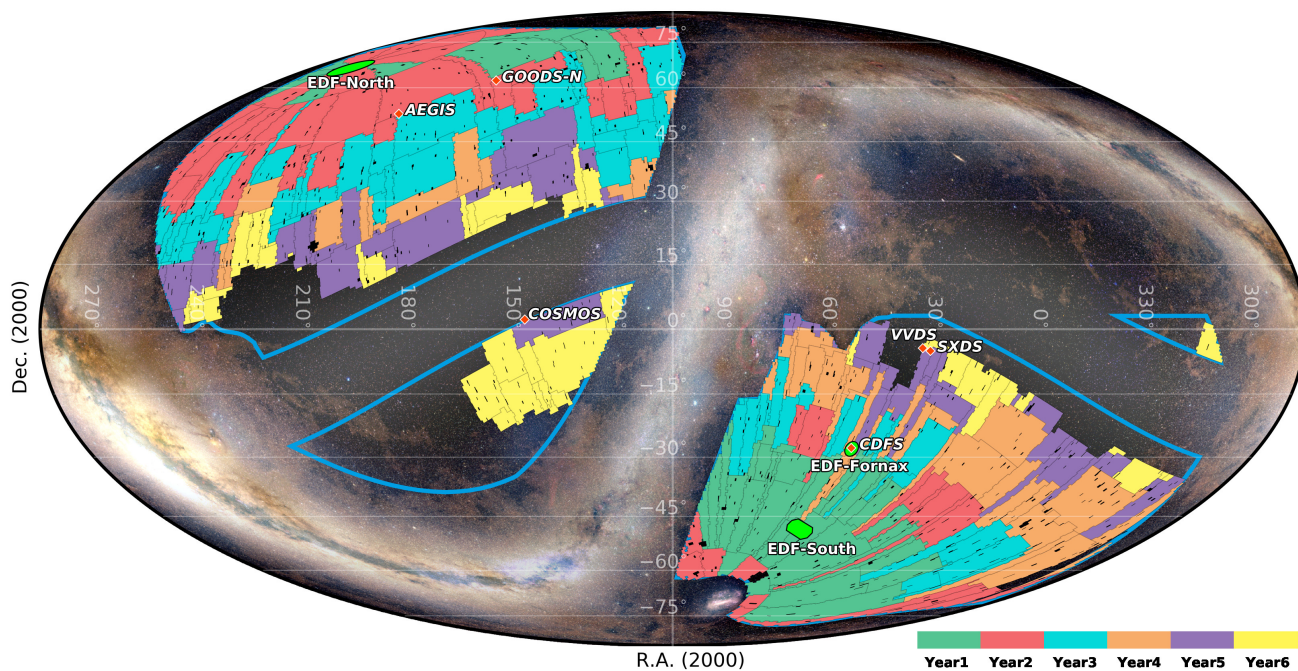 75°
EDF-North
GOODS-N
60°
AEGIS
45°
30°
15°
270°
210°
180°
150°
COSMOS
90°
60°
30°
0°
330°
300°
0°
VVDS
SXDS
Dec. (2000)
−15°
−30°
CDFS
EDF-Fornax
−45°
EDF-South
−60°
−75°
R.A. (2000)
Year1 Year2 Year3 Year4 Year5 Year6